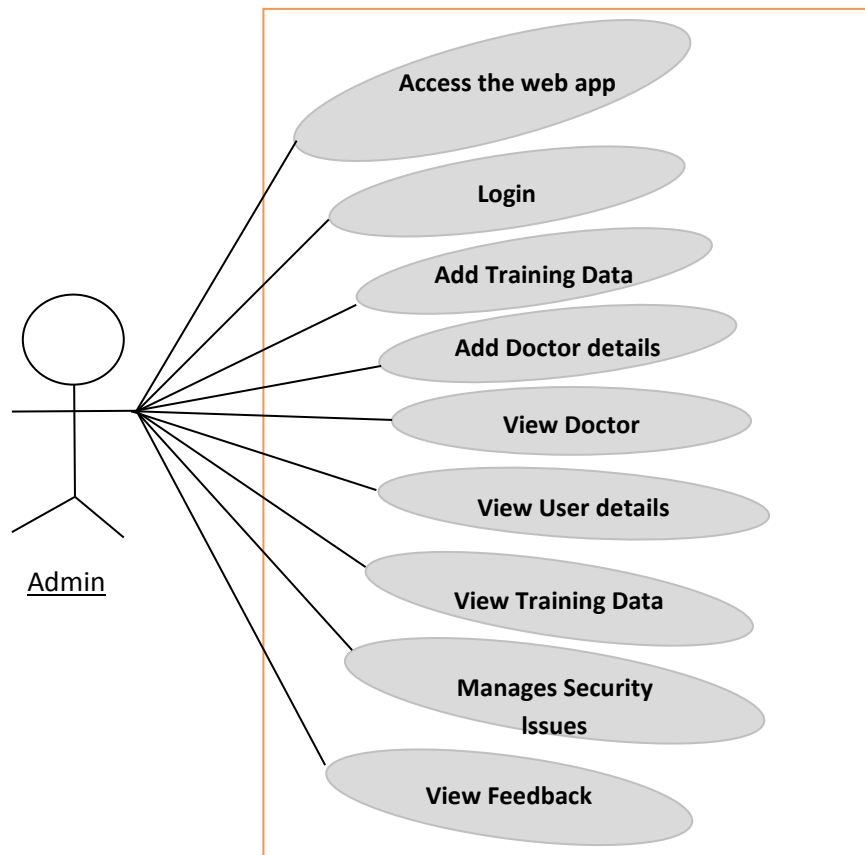 Access the web app
Login
Add Training Data
Add Doctor details
View Doctor
View User details
Admin
View Training Data
Manages Security
Issues
View Feedback